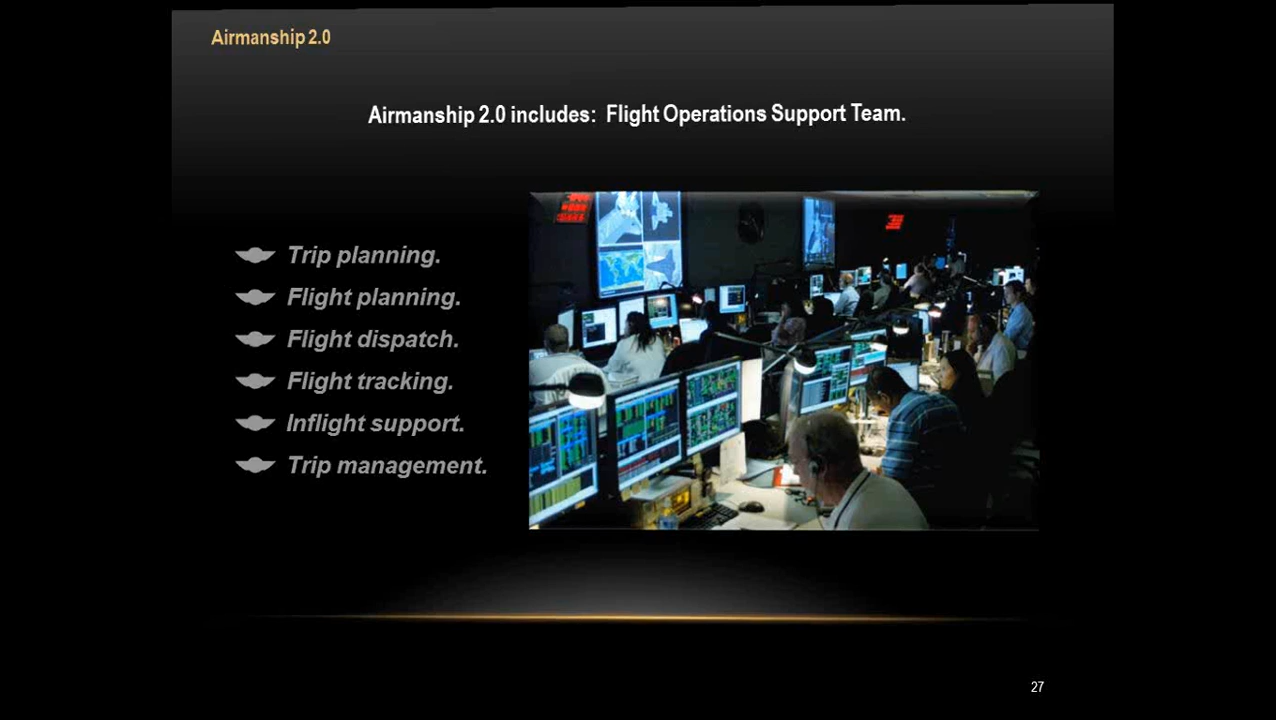 Airmanship 2.0
Airmanship 2.0 includes:  Flight Operations Support Team.
Trip planning.
Flight planning.
Flight dispatch.
Flight tracking.
Inflight support.
Trip management.
27